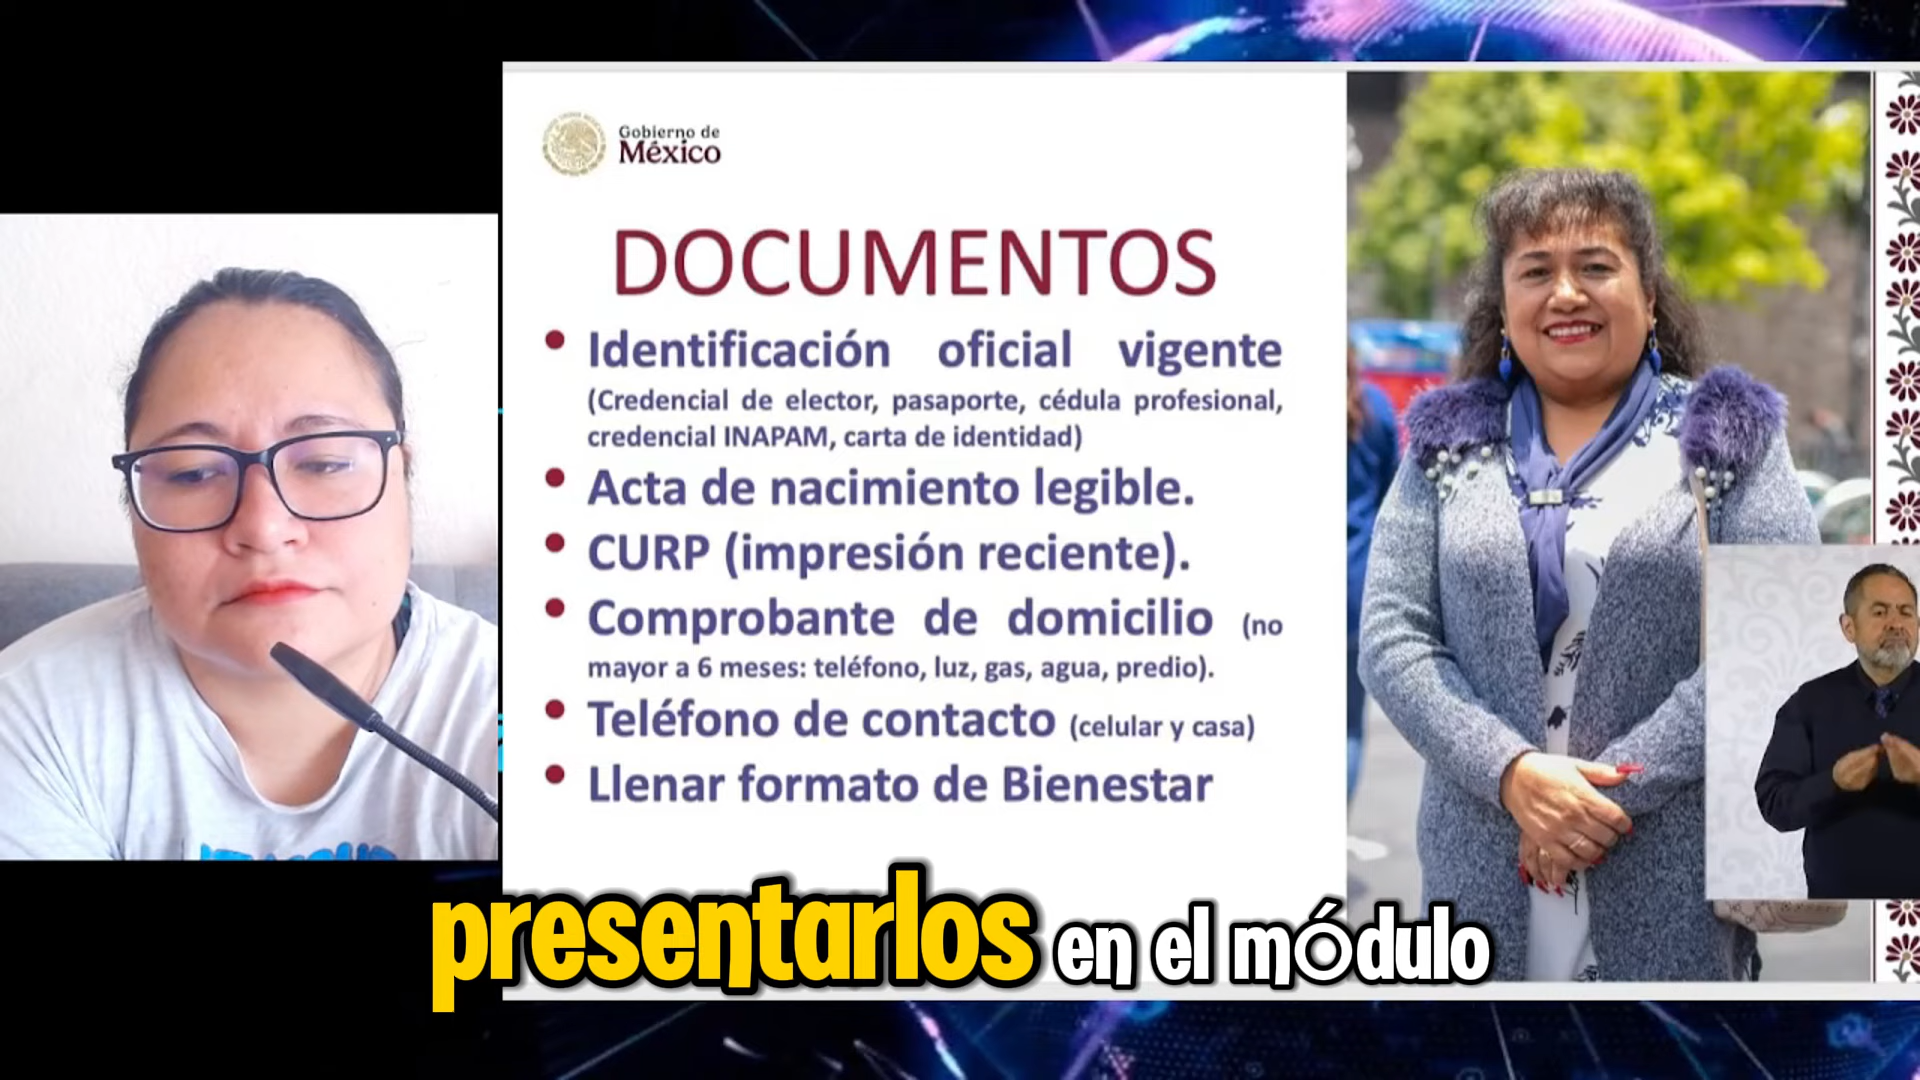 Gobierno de
México
DOCUMENTOS
• Identificación oficial vigente
(Credencial de elector, pasaporte, cédula profesional,
credencial INAPAM, carta de identidad)
• Acta de nacimiento legible.
• CURP (impresión reciente).
• Comprobante de domicilio (no
mayor a 6 meses: teléfono, luz, gas, agua, predio).
• Teléfono de contacto (celular y casa)
• Llenar formato de Bienestar
presentarlos en el módulo